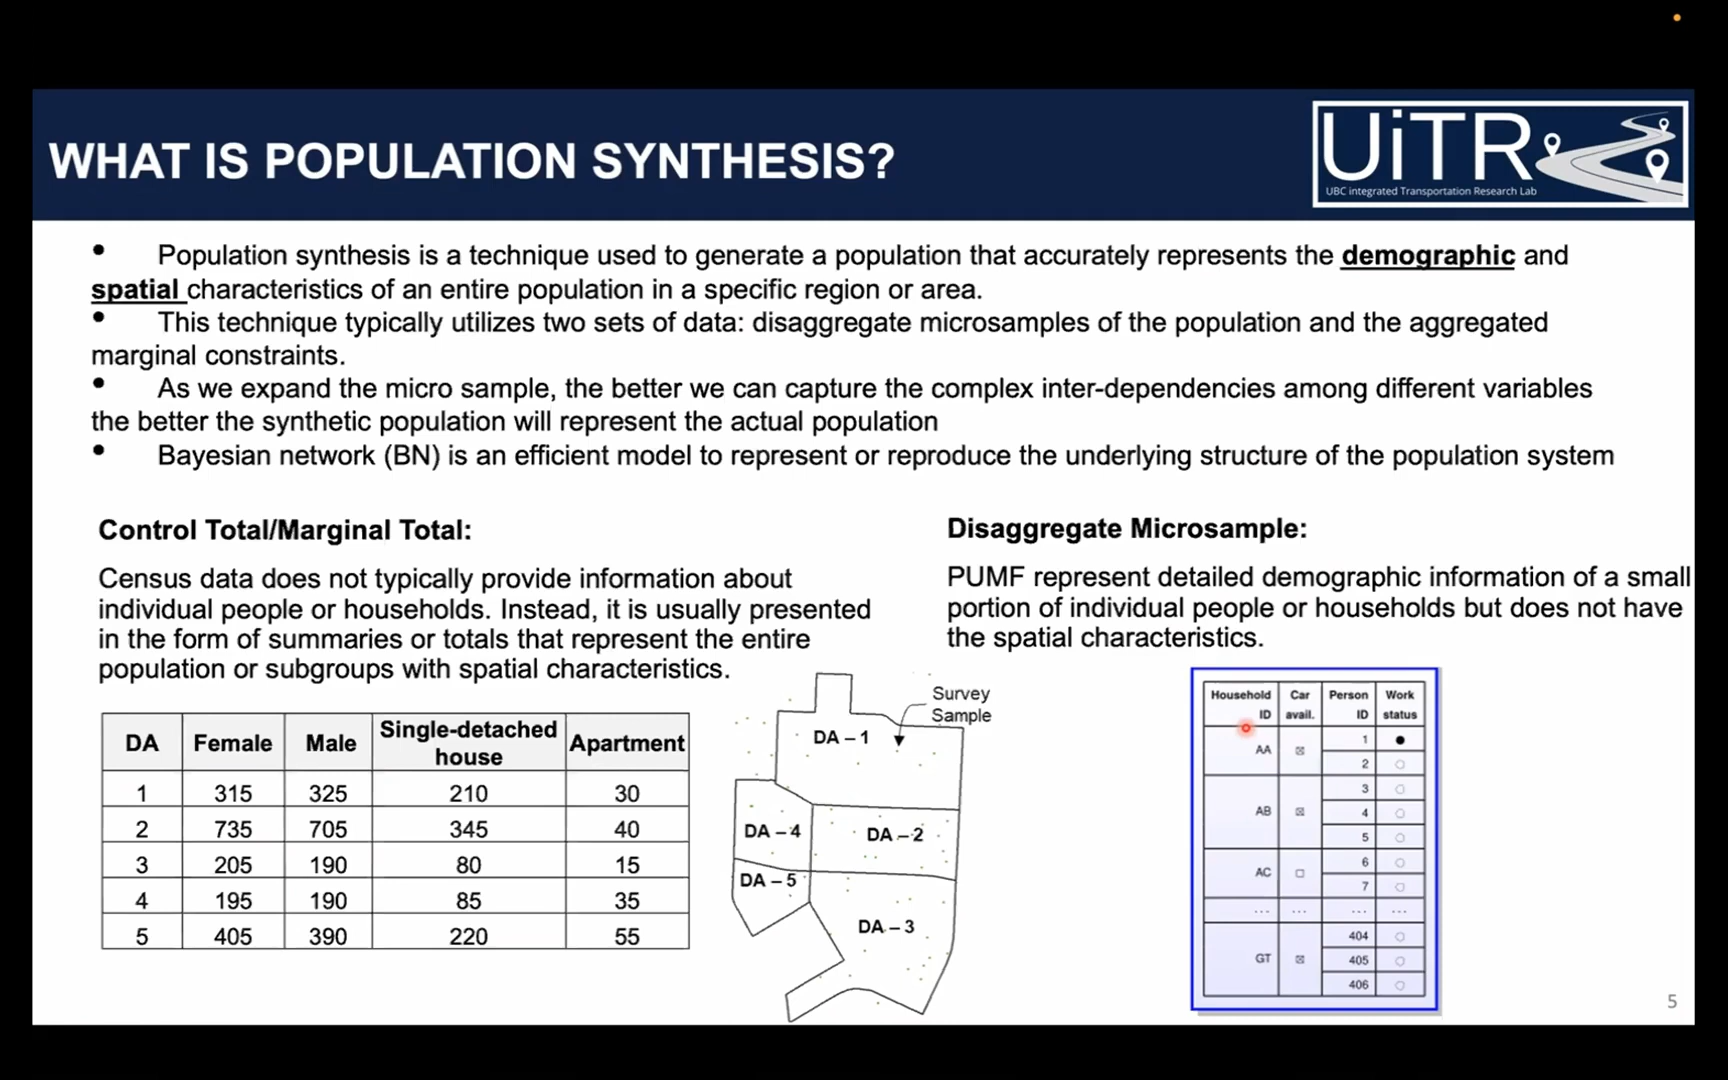 WHAT IS POPULATION SYNTHESIS?
UiTR
UBC integrated Transportation Research Lab
• Population synthesis is a technique used to generate a population that accurately represents the demographic and
spatial characteristics of an entire population in a specific region or area.
• This technique typically utilizes two sets of data: disaggregate microsamples of the population and the aggregated
marginal constraints.
• As we expand the micro sample, the better we can capture the complex inter-dependencies among different variables
the better the synthetic population will represent the actual population
• Bayesian network (BN) is an efficient model to represent or reproduce the underlying structure of the population system
Control Total/Marginal Total:
Census data does not typically provide information about
individual people or households. Instead, it is usually presented
in the form of summaries or totals that represent the entire
population or subgroups with spatial characteristics.
DA Female Male Single-detached house Apartment
1 315 325 210 30
2 735 705 345 40
3 205 190 80 15
4 195 190 85 35
5 405 390 220 55
Survey
Sample
DA – 1
DA – 4
DA – 2
DA – 5
DA – 3
Disaggregate Microsample:
PUMF represent detailed demographic information of a small
portion of individual people or households but does not have
the spatial characteristics.
Household Car Person Work
ID avail. ID status
AA
1
2
AB
3
4
5
AC
6
7
... ... ... ...
GT
404
405
406
5